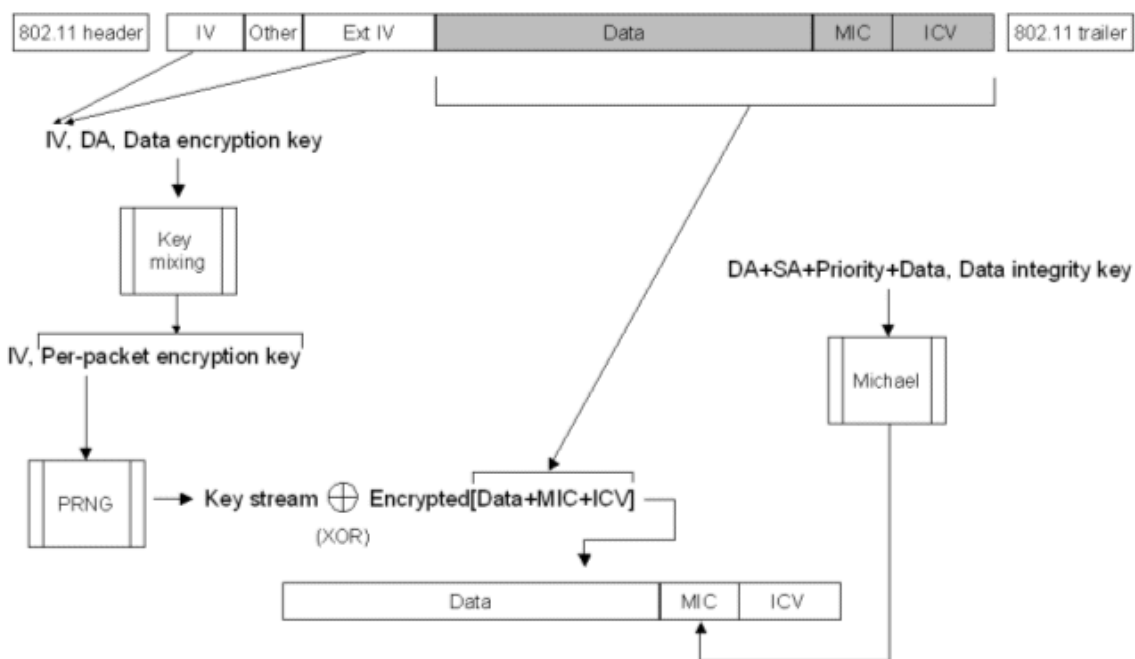 802.11 header IV Other Ext IV Data MIC ICV 802.11 trailer
IV, DA, Data encryption key
Key
mixing
DA+SA+Priority+Data, Data integrity key
IV, Per-packet encryption key
Michael
PRNG
Key stream ⊕ Encrypted[Data+MIC+ICV]
(XOR)
Data MIC ICV